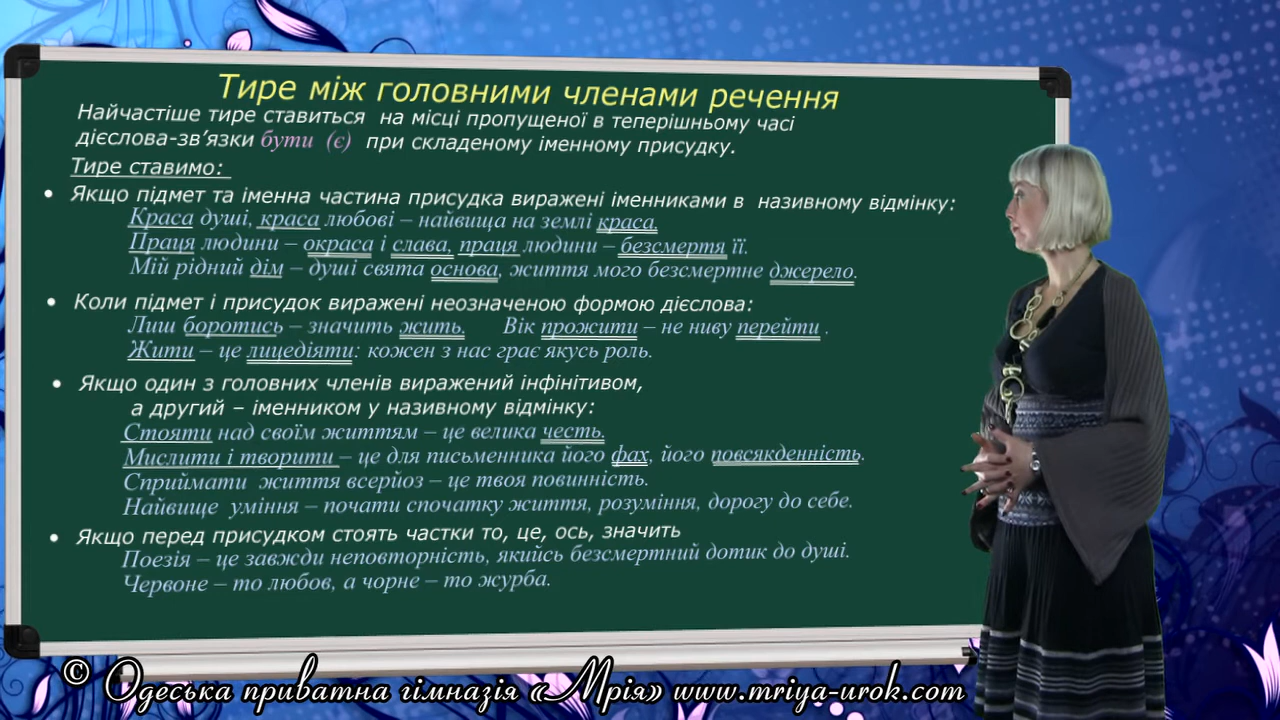 Тире між головними членами речення
Найчастіше тире ставиться на місці пропущеної в теперішньому часі
дієслова-зв’язки бути (є) при складеному іменному присудку.
Тире ставимо:
• Якщо підмет та іменна частина присудка виражені іменниками в називному відмінку:
Краса душі, краса любові – найвища на землі краса.
Праця людини – окраса і слава, праця людини – безсмертя її.
Мій рідний дім – душі свята основа, життя мого безсмертне джерело.
• Коли підмет і присудок виражені неозначеною формою дієслова:
Лиш боротись – значить жить. Вік прожити – не ниву перейти .
Жити – це лицедіяти: кожен з нас грає якусь роль.
• Якщо один з головних членів виражений інфінітивом,
а другий – іменником у називному відмінку:
Стояти над своїм життям – це велика честь.
Мислити і творити – це для письменника його фах, його повсякденність.
Сприймати життя всерйоз – це твоя повинність.
Найвище уміння – почати спочатку життя, розуміння, дорогу до себе.
• Якщо перед присудком стоять частки то, це, ось, значить
Поезія – це завжди неповторність, якийсь безсмертний дотик до душі.
Червоне – то любов, а чорне – то журба.
© Одеська приватна гімназія «Мрія» www.mriya-urok.com